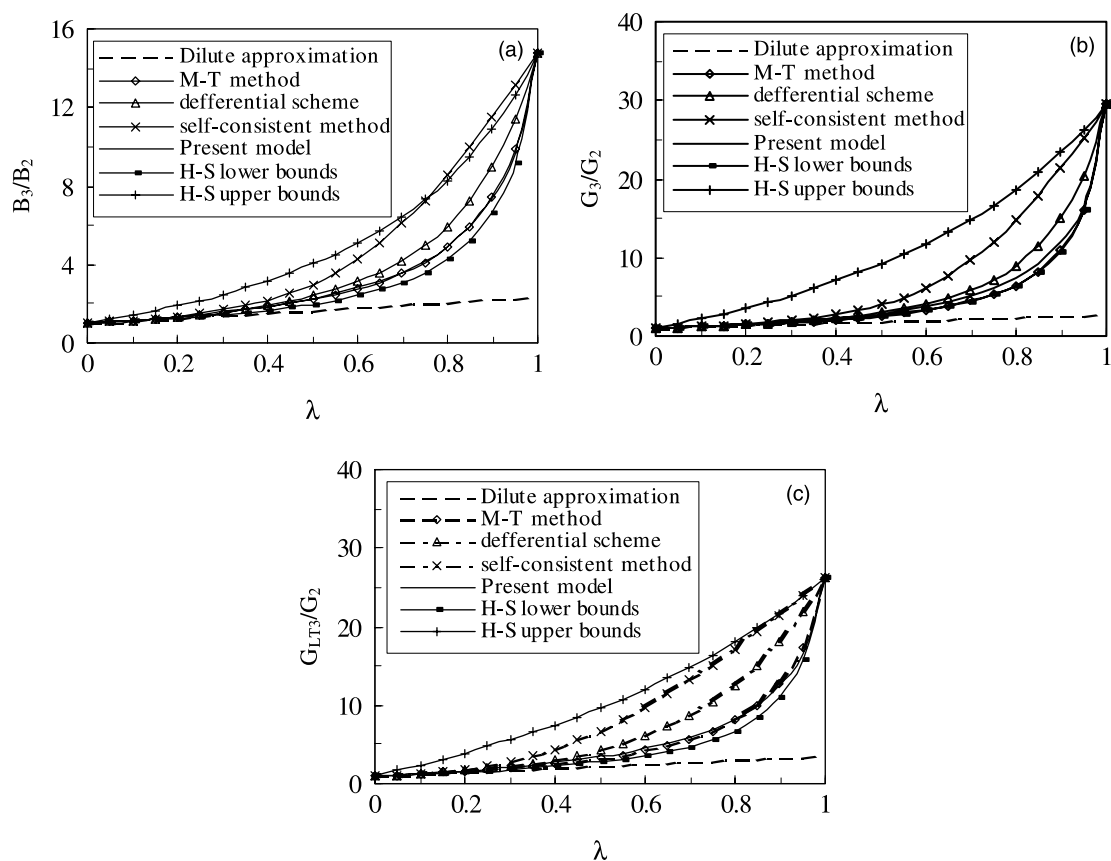 16
12
8
4
0
B3/B2
(a)
Dilute approximation
M-T method
defferential scheme
self-consistent method
Present model
H-S lower bounds
H-S upper bounds
0 0.2 0.4 0.6 0.8 1
λ
40
30
20
10
0
G3/G2
(b)
Dilute approximation
M-T method
defferential scheme
self-consistent method
Present model
H-S lower bounds
H-S upper bounds
0 0.2 0.4 0.6 0.8 1
λ
40
30
20
10
0
GLT3/G2
(c)
Dilute approximation
M-T method
defferential scheme
self-consistent method
Present model
H-S lower bounds
H-S upper bounds
0 0.2 0.4 0.6 0.8 1
λ